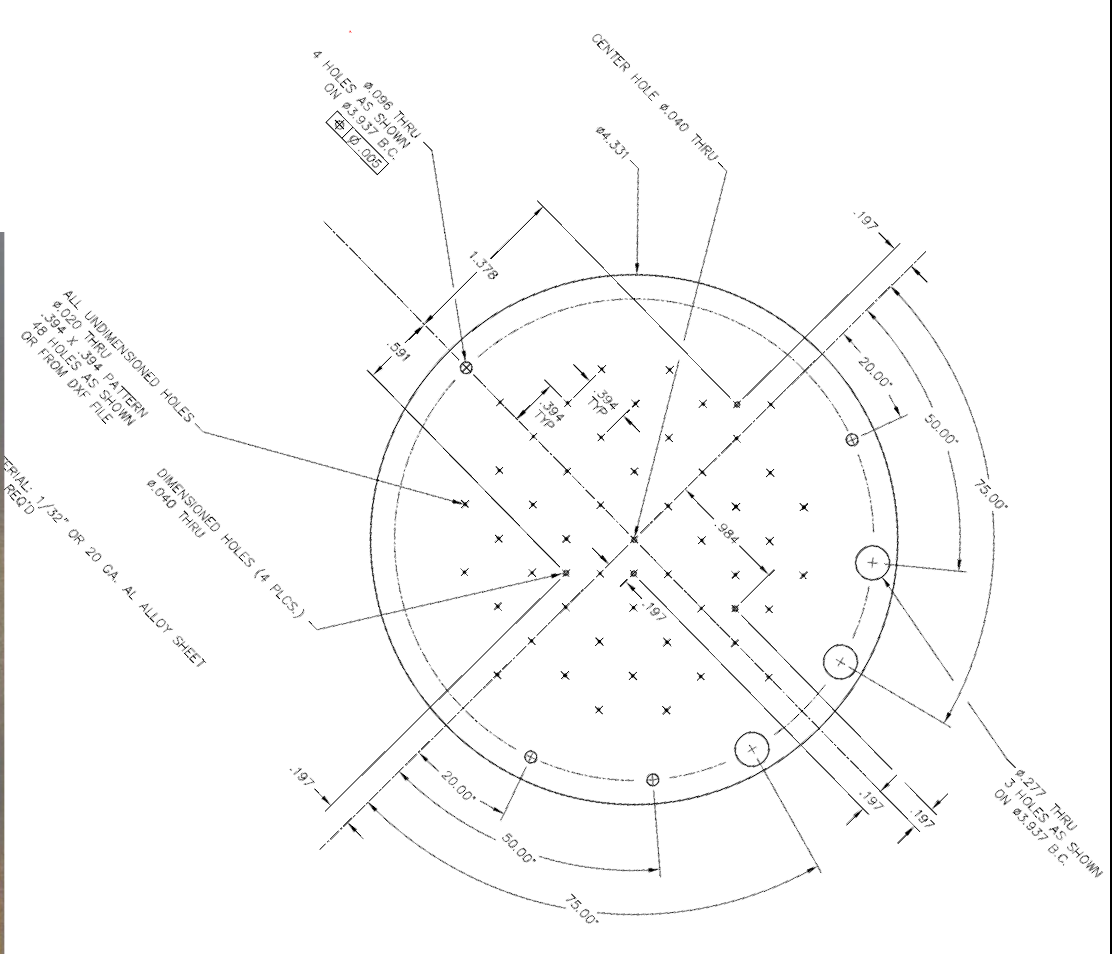 CENTER HOLE ø.040 THRU
ø.096 THRU
4 HOLES AS SHOWN
ON ø3.937 B.C.
⌖ ø.005
ø4.331
.197
1.378
.591
.394
TYP
.394
TYP
20.00°
50.00°
75.00°
ALL UNDIMENSIONED HOLES
ø.020 THRU
.394 X .394 PATTERN
48 HOLES AS SHOWN
OR FROM DXF FILE
DIMENSIONED HOLES (4 PLCS.)
ø.040 THRU
ERIAL: 1/32" OR 20 GA. AL ALLOY SHEET
REQ'D
.984
.197
.197
20.00°
50.00°
75.00°
.197
.197
ø.277 THRU
3 HOLES AS SHOWN
ON ø3.937 B.C.